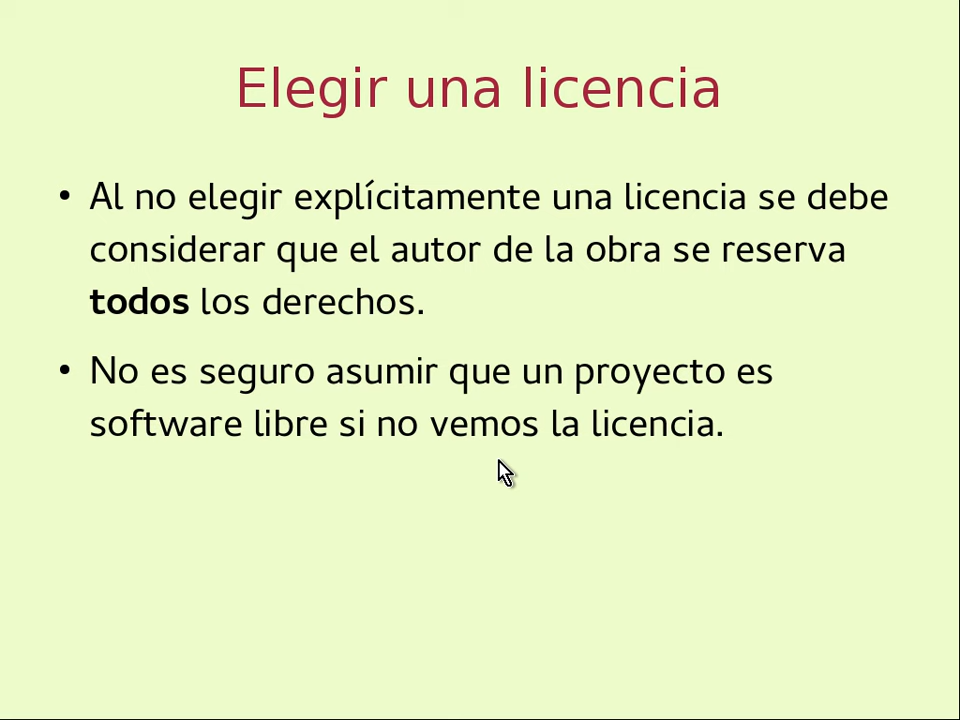 Elegir una licencia
• Al no elegir explícitamente una licencia se debe
considerar que el autor de la obra se reserva
todos los derechos.
• No es seguro asumir que un proyecto es
software libre si no vemos la licencia.